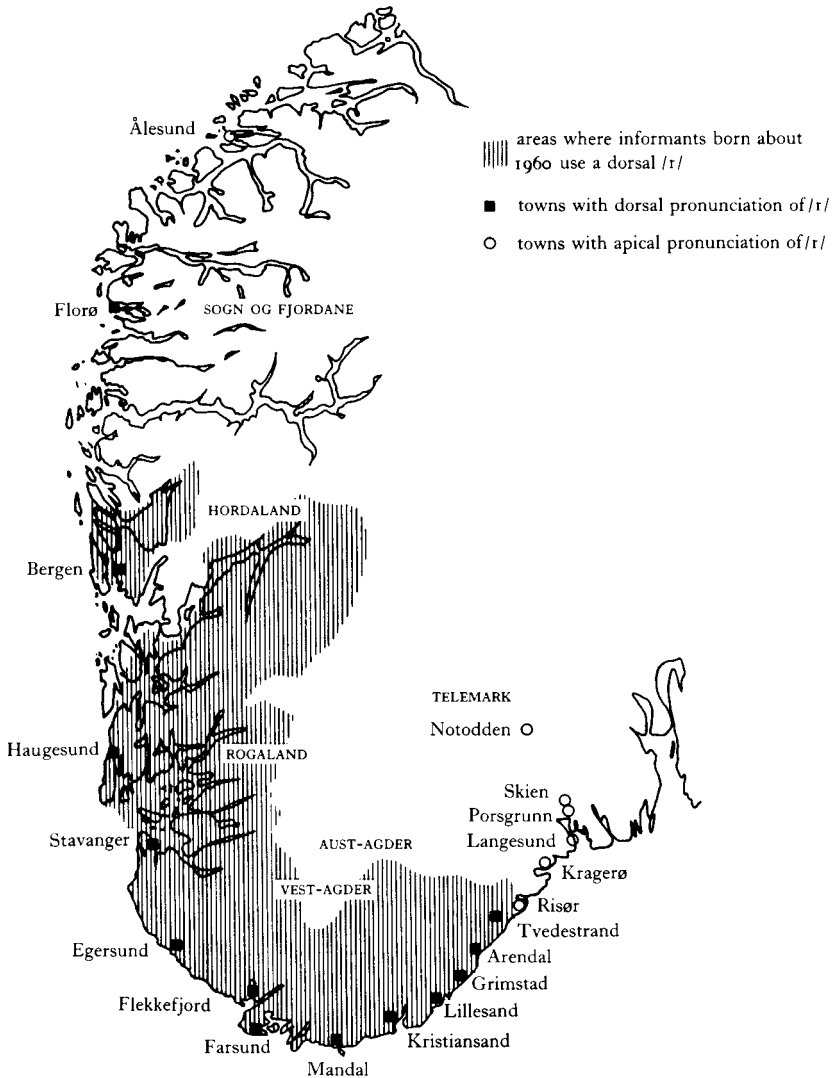 Ålesund
areas where informants born about
1960 use a dorsal /r/
towns with dorsal pronunciation of /r/
towns with apical pronunciation of /r/
Florø
SOGN OG FJORDANE
HORDALAND
Bergen
TELEMARK
Notodden
Haugesund
ROGALAND
Skien
Porsgrunn
Langesund
Stavanger
AUST-AGDER
Kragerø
VEST-AGDER
Risør
Tvedestrand
Egersund
Arendal
Grimstad
Flekkefjord
Lillesand
Farsund
Kristiansand
Mandal